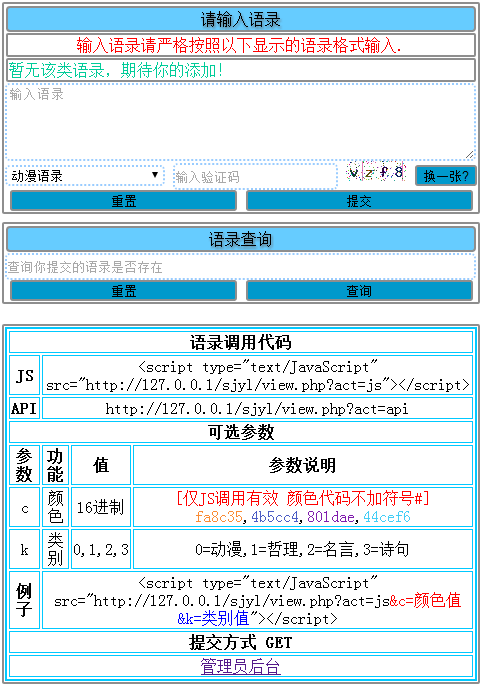 请输入语录
输入语录请严格按照以下显示的语录格式输入.
暂无该类语录，期待你的添加!
输入语录
动漫语录 输入验证码 v z f 8 换一张?
重置 提交
语录查询
查询你提交的语录是否存在
重置 查询
语录调用代码
JS <script type="text/JavaScript"
src="http://127.0.0.1/sjyl/view.php?act=js"></script>
API http://127.0.0.1/sjyl/view.php?act=api
可选参数
参数 功能 值 参数说明
c 颜色 16进制 [仅JS调用有效 颜色代码不加符号#]
fa8c35,4b5cc4,801dae,44cef6
k 类别 0,1,2,3 0=动漫,1=哲理,2=名言,3=诗句
例子 <script type="text/JavaScript"
src="http://127.0.0.1/sjyl/view.php?act=js&c=颜色值
&k=类别值"></script>
提交方式 GET
管理员后台